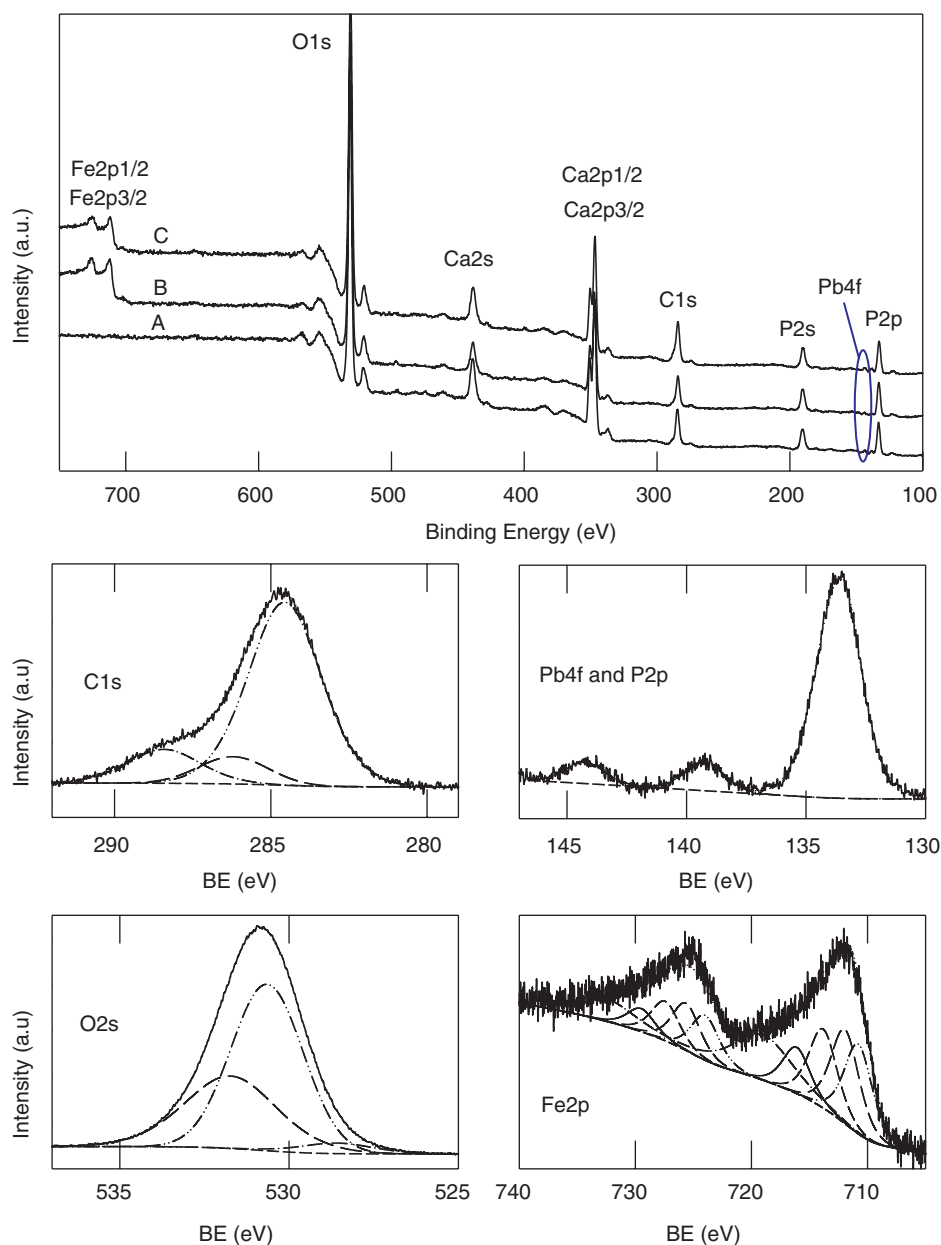 O1s
Fe2p1/2
Fe2p3/2
Ca2p1/2
Ca2p3/2
C
B
A
Ca2s
C1s
Pb4f
P2s
P2p
Intensity (a.u.)
700 600 500 400 300 200 100
Binding Energy (eV)
C1s
Intensity (a.u)
290 285 280
BE (eV)
Pb4f and P2p
145 140 135 130
BE (eV)
O2s
Intensity (a.u)
535 530 525
BE (eV)
Fe2p
740 730 720 710
BE (eV)